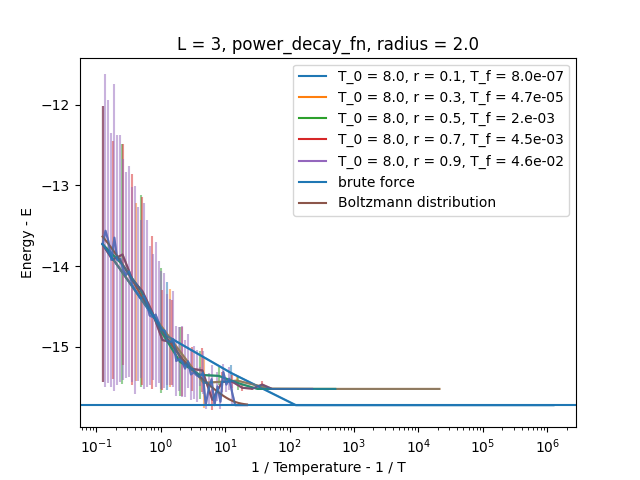 L = 3, power_decay_fn, radius = 2.0
T_0 = 8.0, r = 0.1, T_f = 8.0e-07
T_0 = 8.0, r = 0.3, T_f = 4.7e-05
T_0 = 8.0, r = 0.5, T_f = 2.e-03
T_0 = 8.0, r = 0.7, T_f = 4.5e-03
T_0 = 8.0, r = 0.9, T_f = 4.6e-02
brute force
Boltzmann distribution
Energy - E
−12
−13
−14
−15
10⁻¹ 10⁰ 10¹ 10² 10³ 10⁴ 10⁵ 10⁶
1 / Temperature - 1 / T